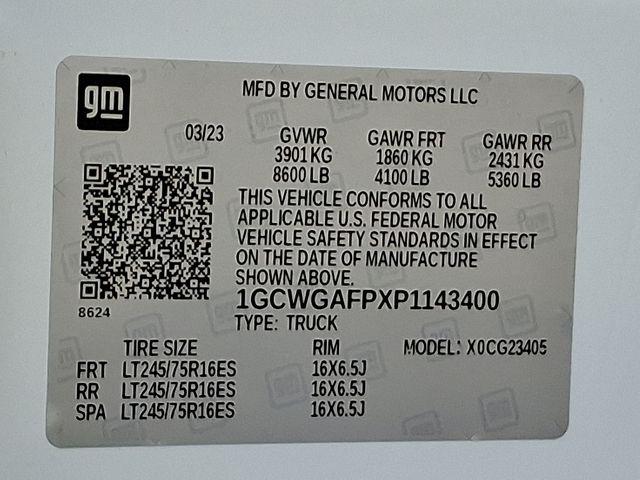 gm
MFD BY GENERAL MOTORS LLC
03/23 GVWR GAWR FRT GAWR RR
3901 KG 1860 KG 2431 KG
8600 LB 4100 LB 5360 LB
THIS VEHICLE CONFORMS TO ALL
APPLICABLE U.S. FEDERAL MOTOR
VEHICLE SAFETY STANDARDS IN EFFECT
ON THE DATE OF MANUFACTURE
SHOWN ABOVE.
8624
1GCWGAFPXP1143400
TYPE: TRUCK
TIRE SIZE RIM MODEL: X0CG23405
FRT LT245/75R16ES 16X6.5J
RR LT245/75R16ES 16X6.5J
SPA LT245/75R16ES 16X6.5J